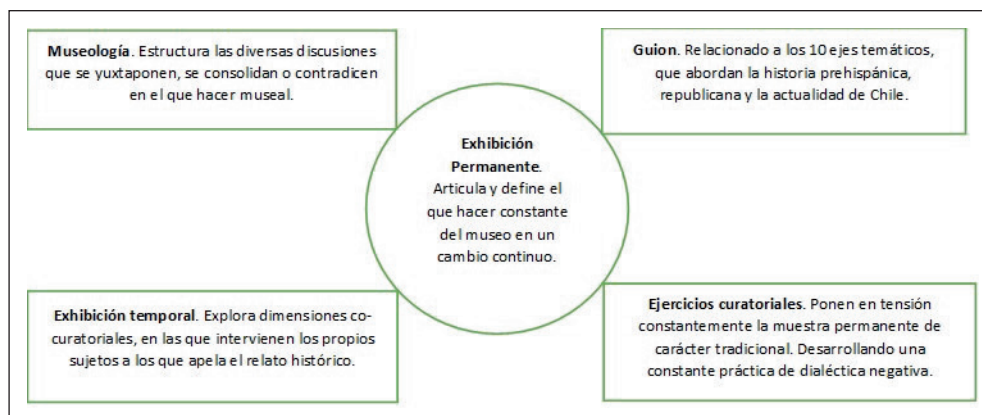 Museología. Estructura las diversas discusiones
que se yuxtaponen, se consolidan o contradicen
en el que hacer museal.
Guion. Relacionado a los 10 ejes temáticos,
que abordan la historia prehispánica,
republicana y la actualidad de Chile.
Exhibición
Permanente.
Articula y define el
que hacer constante
del museo en un
cambio continuo.
Exhibición temporal. Explora dimensiones co-
curatoriales, en las que intervienen los propios
sujetos a los que apela el relato histórico.
Ejercicios curatoriales. Ponen en tensión
constantemente la muestra permanente de
carácter tradicional. Desarrollando una
constante práctica de dialéctica negativa.